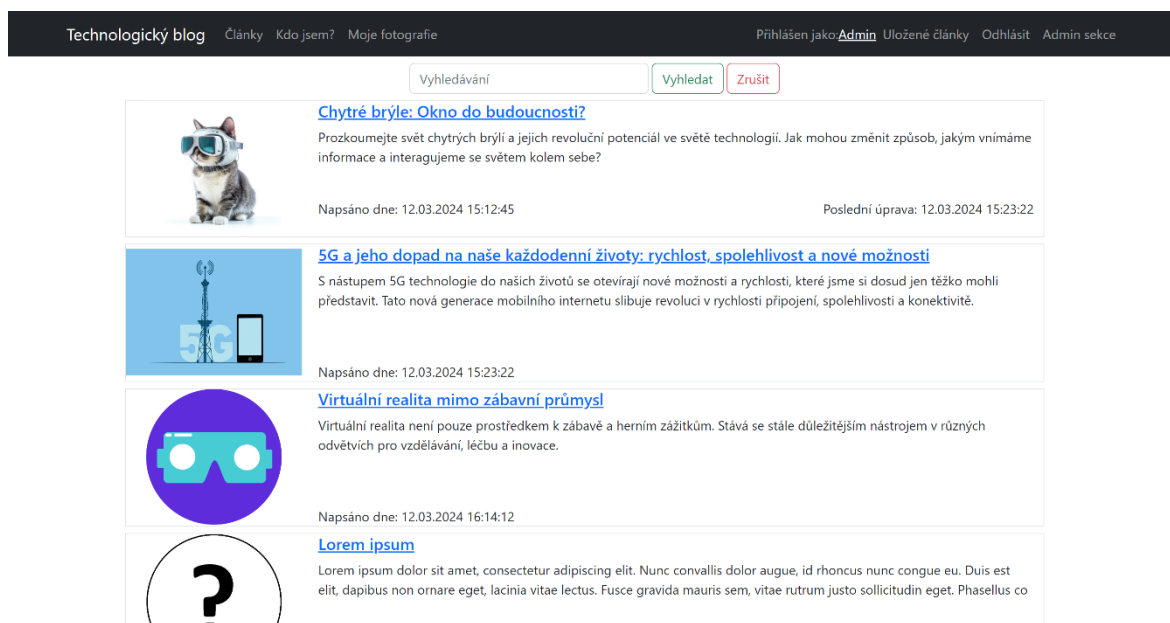 Technologický blog Články Kdo jsem? Moje fotografie Přihlášen jako:Admin Uložené články Odhlásit Admin sekce
Vyhledávání Vyhledat Zrušit
Chytré brýle: Okno do budoucnosti?
Prozkoumejte svět chytrých brýlí a jejich revoluční potenciál ve světě technologií. Jak mohou změnit způsob, jakým vnímáme
informace a interagujeme se světem kolem sebe?
Napsáno dne: 12.03.2024 15:12:45 Poslední úprava: 12.03.2024 15:23:22
5G a jeho dopad na naše každodenní životy: rychlost, spolehlivost a nové možnosti
S nástupem 5G technologie do našich životů se otevírají nové možnosti a rychlosti, které jsme si dosud jen těžko mohli
představit. Tato nová generace mobilního internetu slibuje revoluci v rychlosti připojení, spolehlivosti a konektivitě.
5G
Napsáno dne: 12.03.2024 15:23:22
Virtuální realita mimo zábavní průmysl
Virtuální realita není pouze prostředkem k zábavě a herním zážitkům. Stává se stále důležitějším nástrojem v různých
odvětvích pro vzdělávání, léčbu a inovace.
Napsáno dne: 12.03.2024 16:14:12
Lorem ipsum
Lorem ipsum dolor sit amet, consectetur adipiscing elit. Nunc convallis dolor augue, id rhoncus nunc congue eu. Duis est
elit, dapibus non ornare eget, lacinia vitae lectus. Fusce gravida mauris sem, vitae rutrum justo sollicitudin eget. Phasellus co
?